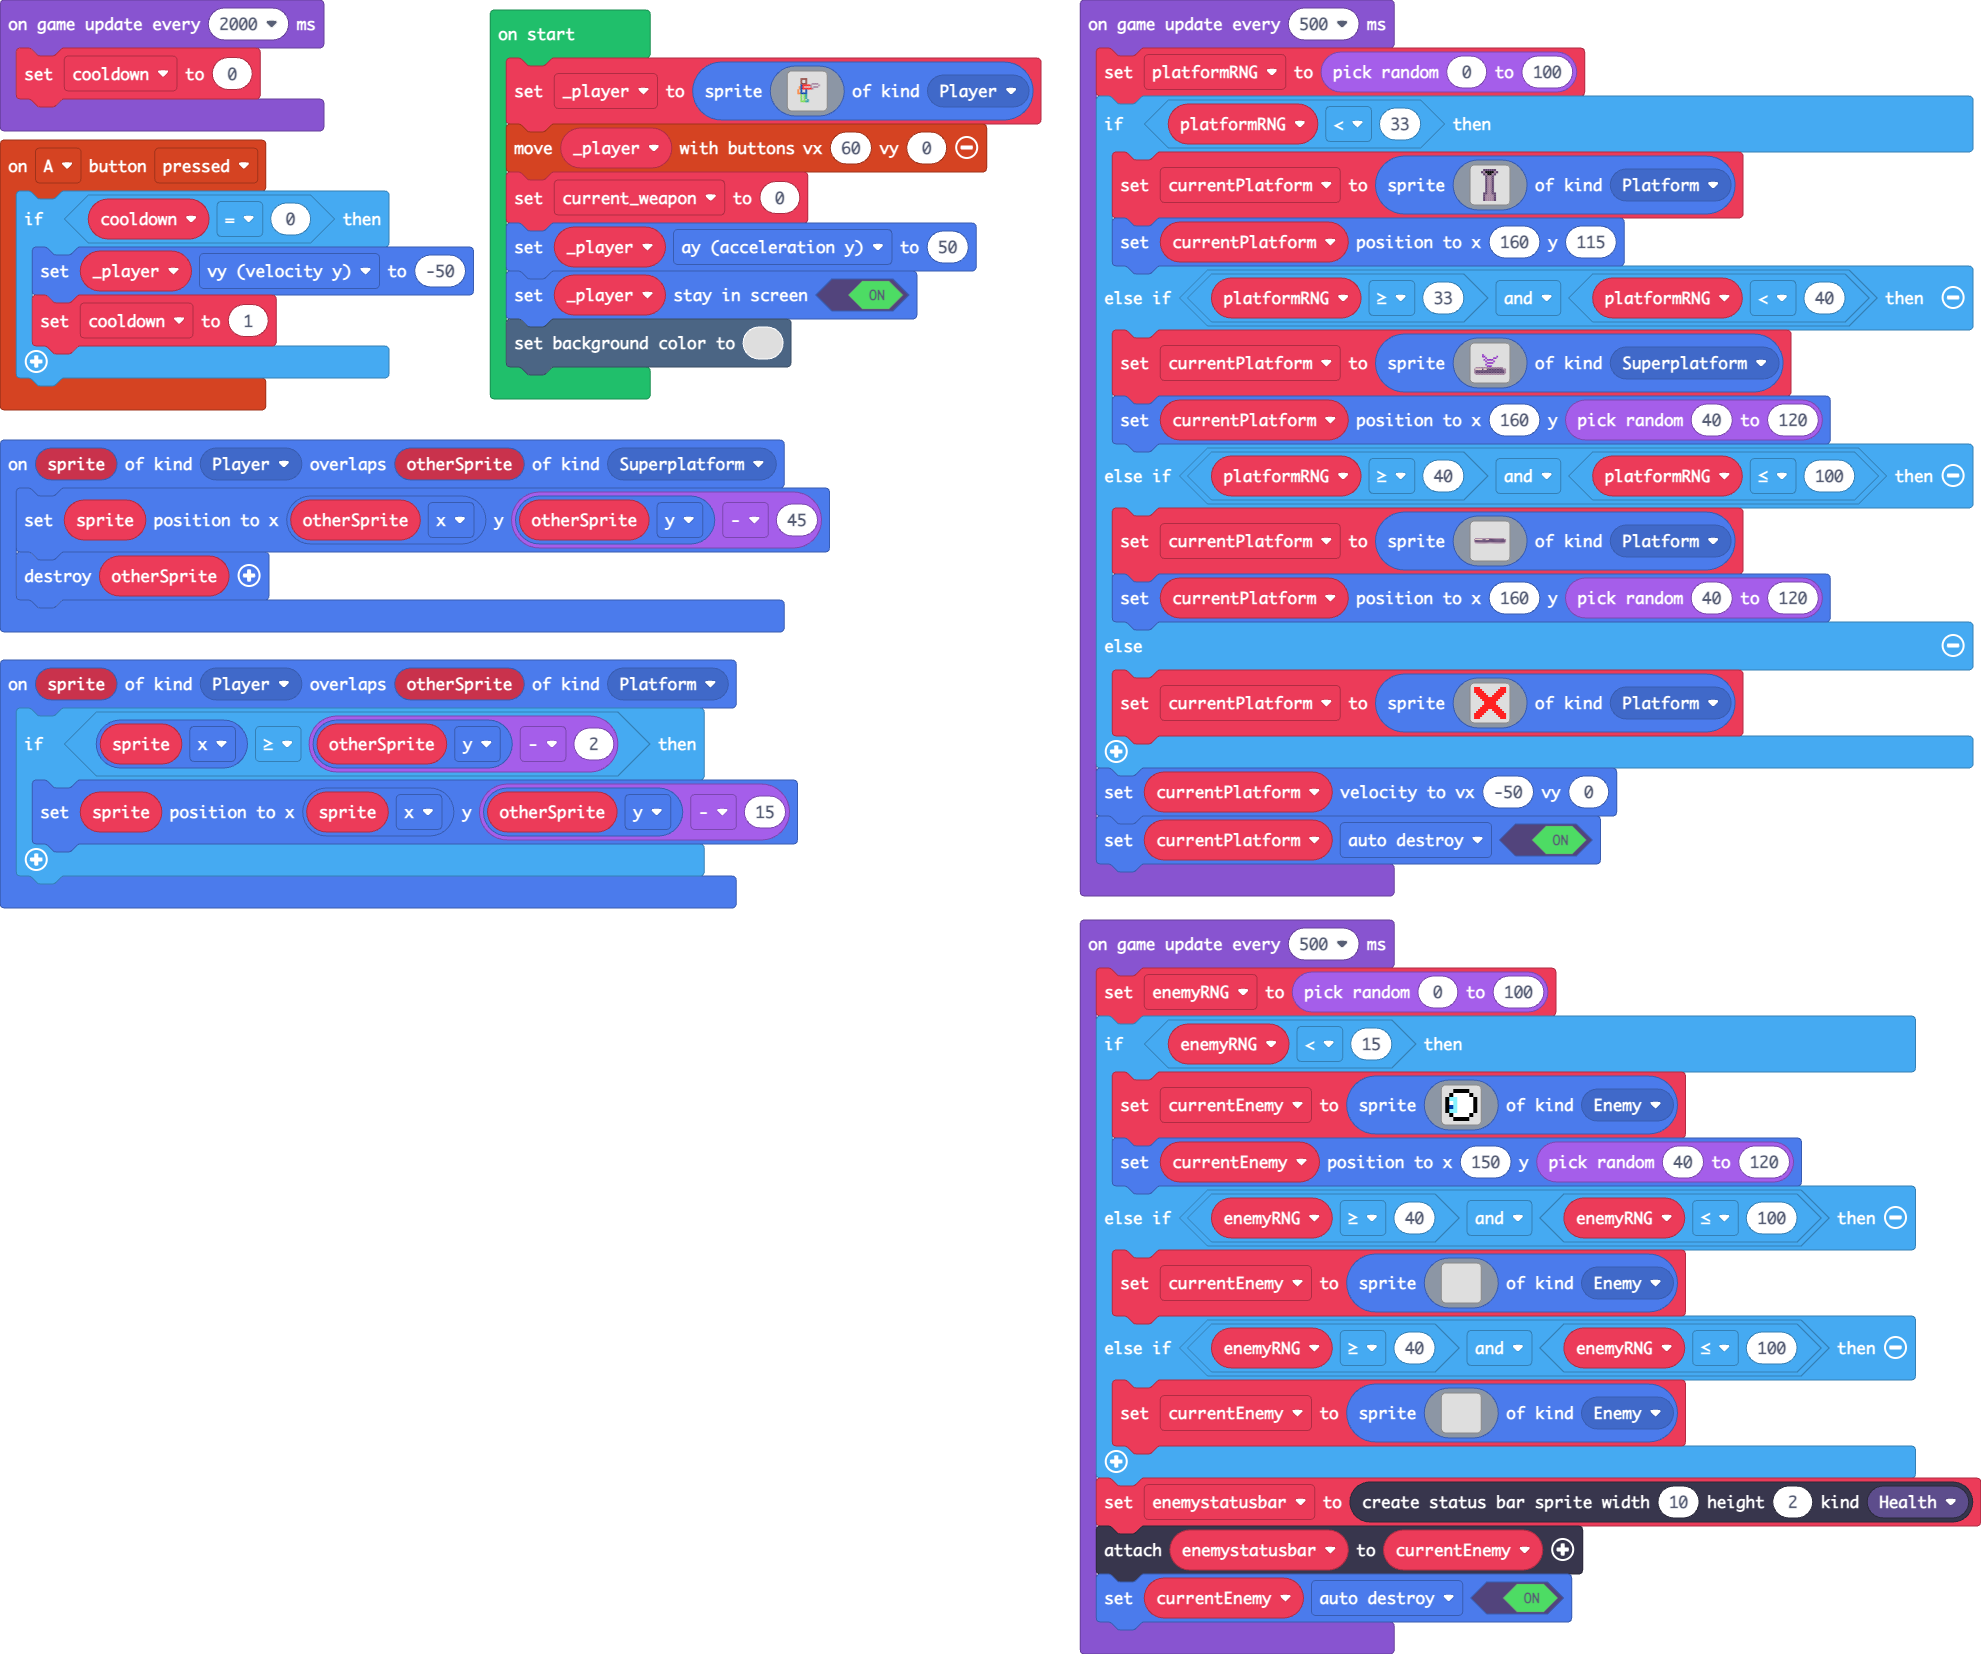 on game update every 2000 ms
set cooldown to 0
on A button pressed
if cooldown = 0 then
set _player vy (velocity y) to -50
set cooldown to 1
on start
set _player to sprite of kind Player
move _player with buttons vx 60 vy 0
set current_weapon to 0
set _player ay (acceleration y) to 50
set _player stay in screen ON
set background color to
on sprite of kind Player overlaps otherSprite of kind Superplatform
set sprite position to x otherSprite x y otherSprite y - 45
destroy otherSprite
on sprite of kind Player overlaps otherSprite of kind Platform
if sprite x ≥ otherSprite y - 2 then
set sprite position to x sprite x y otherSprite y - 15
on game update every 500 ms
set platformRNG to pick random 0 to 100
if platformRNG < 33 then
set currentPlatform to sprite of kind Platform
set currentPlatform position to x 160 y 115
else if platformRNG ≥ 33 and platformRNG < 40 then
set currentPlatform to sprite of kind Superplatform
set currentPlatform position to x 160 y pick random 40 to 120
else if platformRNG ≥ 40 and platformRNG ≤ 100 then
set currentPlatform to sprite of kind Platform
set currentPlatform position to x 160 y pick random 40 to 120
else
set currentPlatform to sprite of kind Platform
set currentPlatform velocity to vx -50 vy 0
set currentPlatform auto destroy ON
on game update every 500 ms
set enemyRNG to pick random 0 to 100
if enemyRNG < 15 then
set currentEnemy to sprite of kind Enemy
set currentEnemy position to x 150 y pick random 40 to 120
else if enemyRNG ≥ 40 and enemyRNG ≤ 100 then
set currentEnemy to sprite of kind Enemy
else if enemyRNG ≥ 40 and enemyRNG ≤ 100 then
set currentEnemy to sprite of kind Enemy
set enemystatusbar to create status bar sprite width 10 height 2 kind Health
attach enemystatusbar to currentEnemy
set currentEnemy auto destroy ON